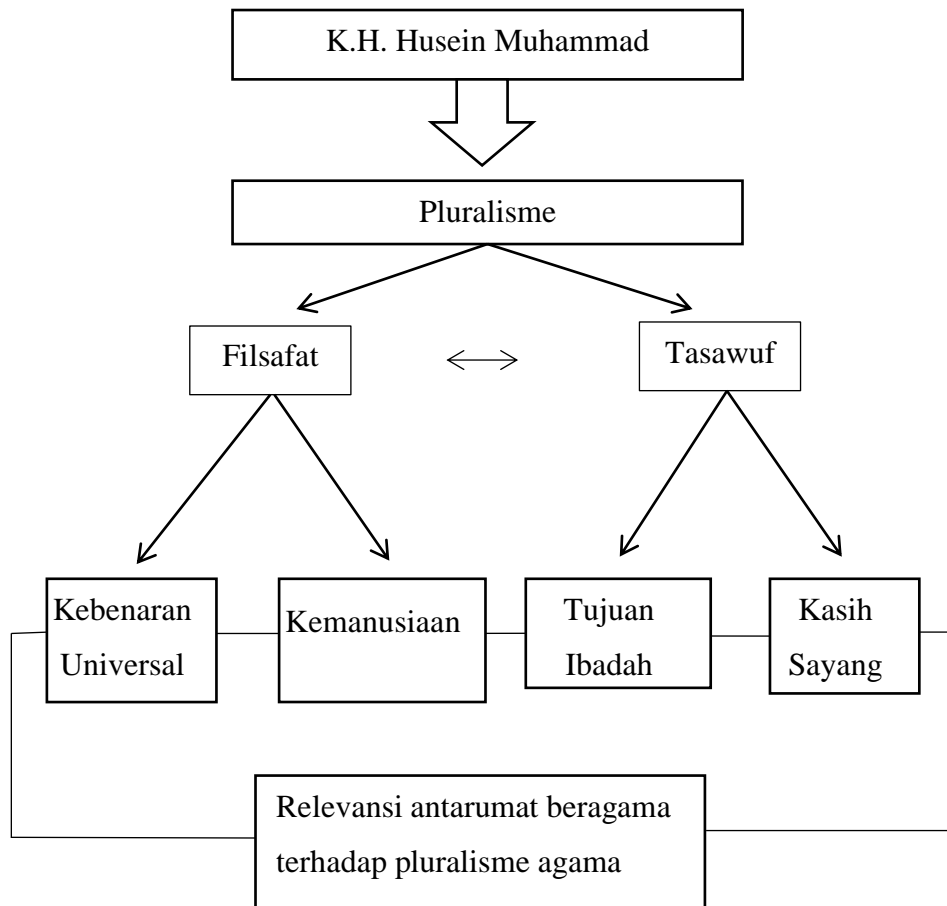 K.H. Husein Muhammad
Pluralisme
Filsafat
Tasawuf
Kebenaran
Universal
Kemanusiaan
Tujuan
Ibadah
Kasih
Sayang
Relevansi antarumat beragama
terhadap pluralisme agama